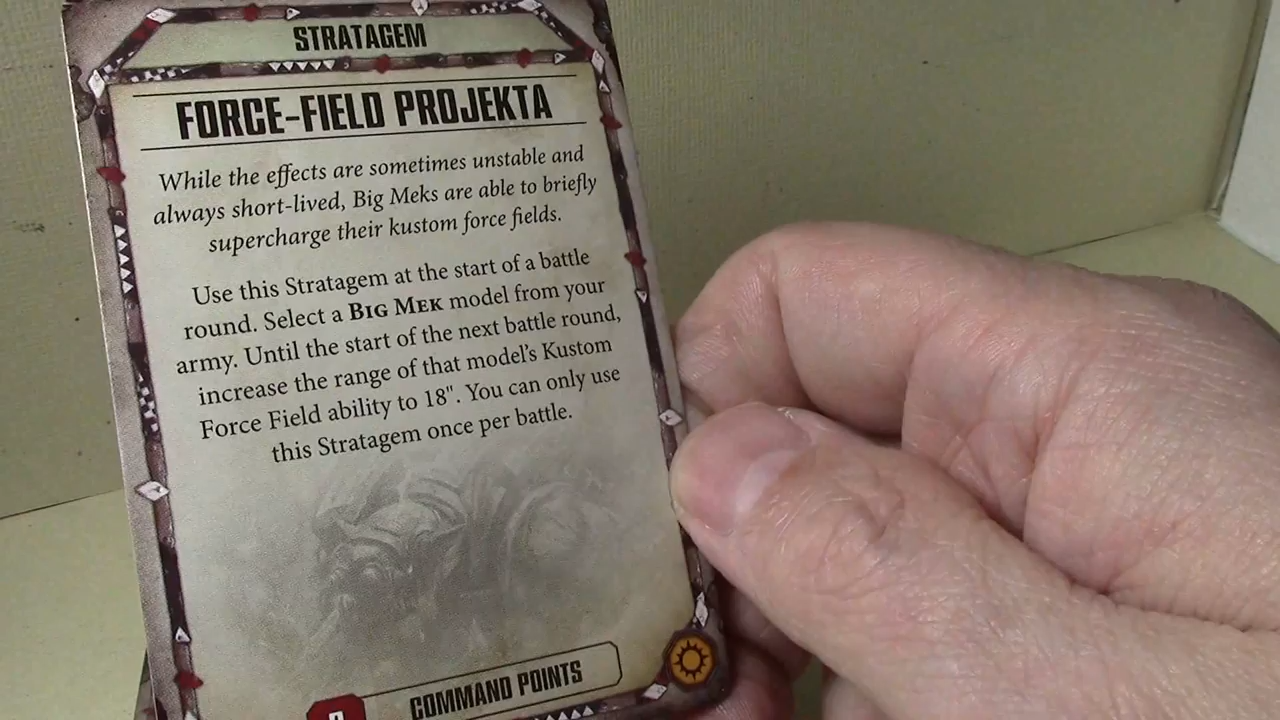 STRATAGEM
FORCE-FIELD PROJEKTA
While the effects are sometimes unstable and
always short-lived, Big Meks are able to briefly
supercharge their kustom force fields.
Use this Stratagem at the start of a battle
round. Select a BIG MEK model from your
army. Until the start of the next battle round,
increase the range of that model's Kustom
Force Field ability to 18". You can only use
this Stratagem once per battle.
COMMAND POINTS